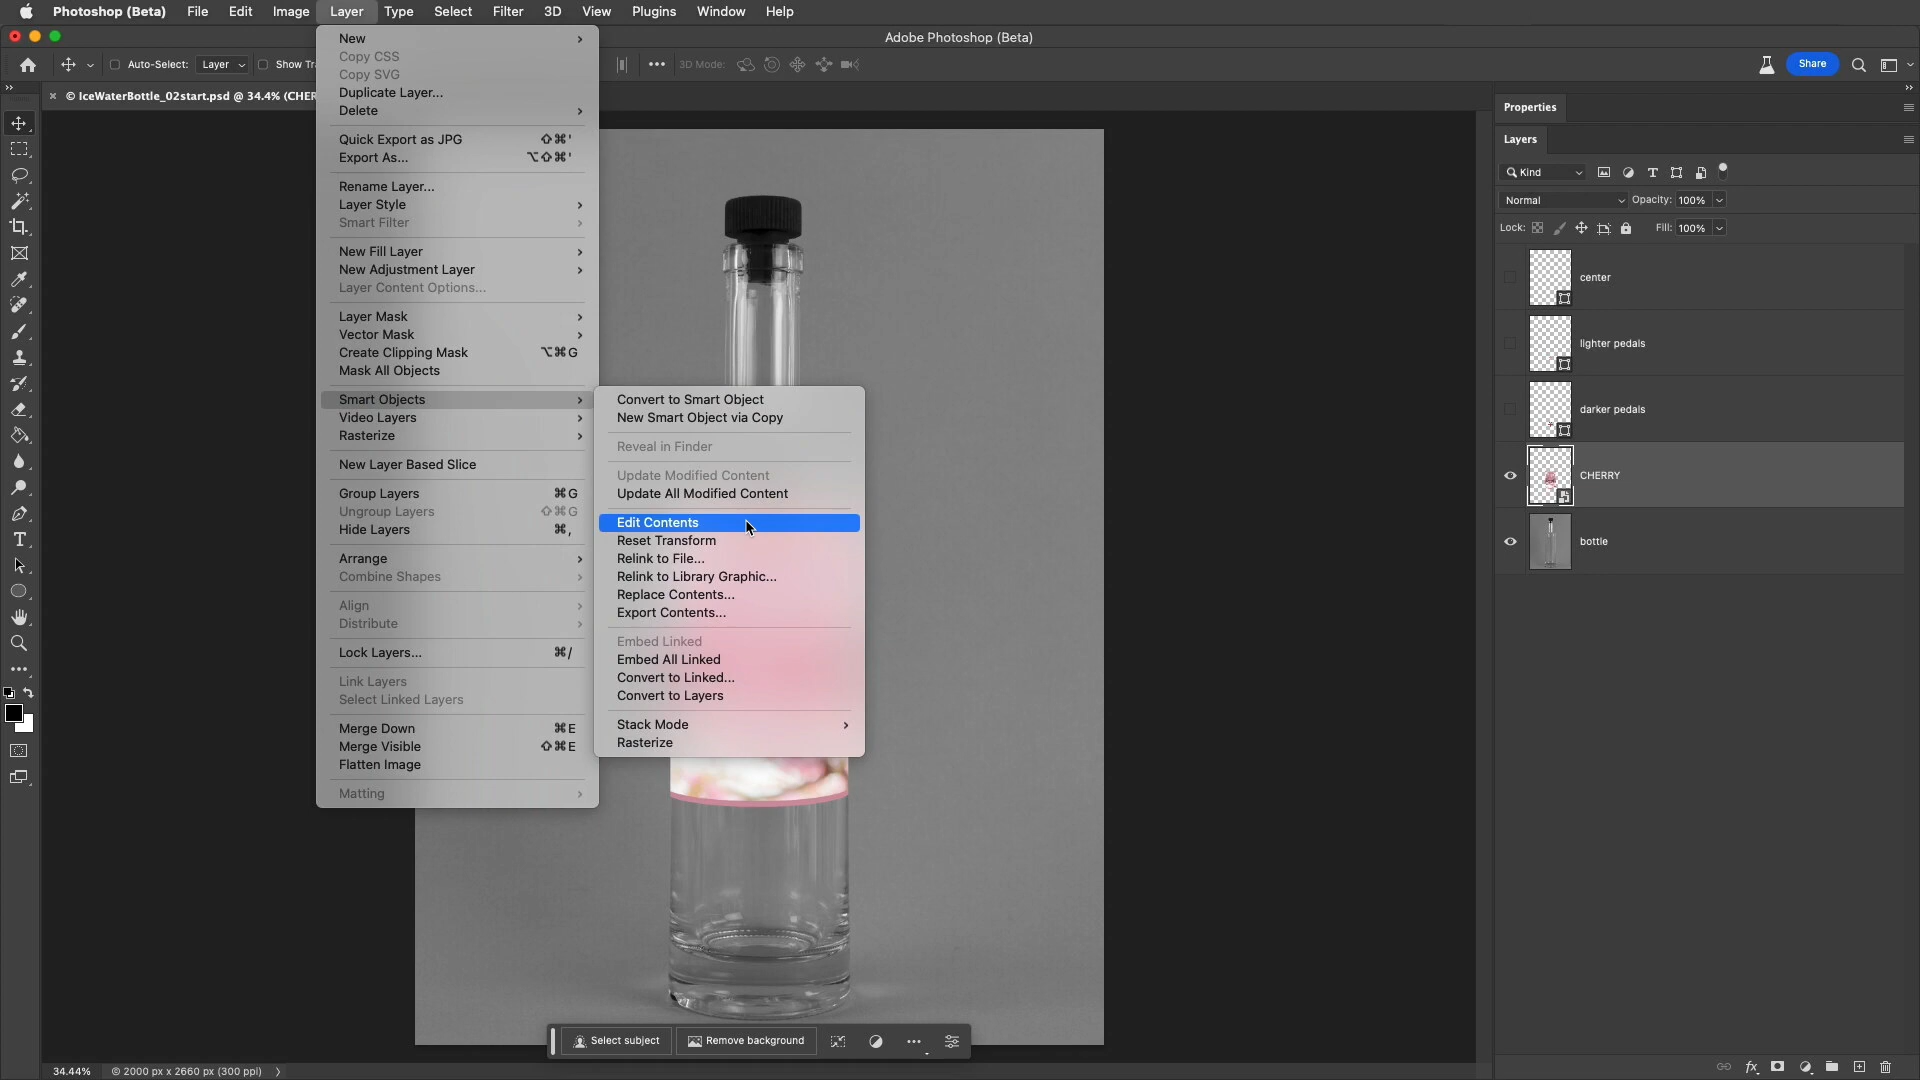 Photoshop (Beta) File Edit Image Layer Type Select Filter 3D View Plugins Window Help
Adobe Photoshop (Beta)
Auto-Select: Layer Show Tr 3D Mode: Share
× © IceWaterBottle_02start.psd @ 34.4% (CHER
New
Copy CSS
Copy SVG
Duplicate Layer...
Delete
Quick Export as JPG ⇧⌘'
Export As... ⌥⇧⌘'
Rename Layer...
Layer Style
Smart Filter
New Fill Layer
New Adjustment Layer
Layer Content Options...
Layer Mask
Vector Mask
Create Clipping Mask ⌥⌘G
Mask All Objects
Smart Objects
Video Layers
Rasterize
New Layer Based Slice
Group Layers ⌘G
Ungroup Layers ⇧⌘G
Hide Layers ⌘,
Arrange
Combine Shapes
Align
Distribute
Lock Layers... ⌘/
Link Layers
Select Linked Layers
Merge Down ⌘E
Merge Visible ⇧⌘E
Flatten Image
Matting
Convert to Smart Object
New Smart Object via Copy
Reveal in Finder
Update Modified Content
Update All Modified Content
Edit Contents
Reset Transform
Relink to File...
Relink to Library Graphic...
Replace Contents...
Export Contents...
Embed Linked
Embed All Linked
Convert to Linked...
Convert to Layers
Stack Mode
Rasterize
Select subject Remove background
34.44% © 2000 px x 2660 px (300 ppi)
Properties
Layers
Kind
Normal Opacity: 100%
Lock: Fill: 100%
center
lighter pedals
darker pedals
CHERRY
bottle